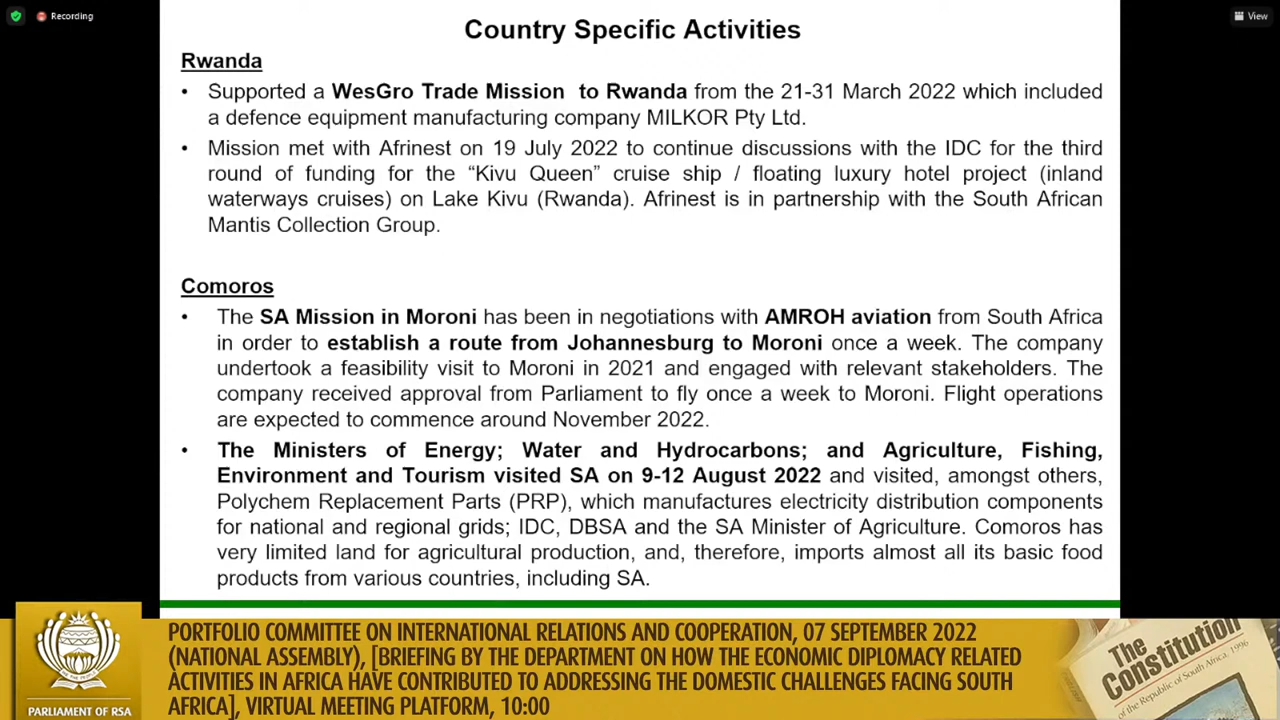 Recording
View
Country Specific Activities
Rwanda
• Supported a WesGro Trade Mission to Rwanda from the 21-31 March 2022 which included
a defence equipment manufacturing company MILKOR Pty Ltd.
• Mission met with Afrinest on 19 July 2022 to continue discussions with the IDC for the third
round of funding for the “Kivu Queen” cruise ship / floating luxury hotel project (inland
waterways cruises) on Lake Kivu (Rwanda). Afrinest is in partnership with the South African
Mantis Collection Group.
Comoros
• The SA Mission in Moroni has been in negotiations with AMROH aviation from South Africa
in order to establish a route from Johannesburg to Moroni once a week. The company
undertook a feasibility visit to Moroni in 2021 and engaged with relevant stakeholders. The
company received approval from Parliament to fly once a week to Moroni. Flight operations
are expected to commence around November 2022.
• The Ministers of Energy; Water and Hydrocarbons; and Agriculture, Fishing,
Environment and Tourism visited SA on 9-12 August 2022 and visited, amongst others,
Polychem Replacement Parts (PRP), which manufactures electricity distribution components
for national and regional grids; IDC, DBSA and the SA Minister of Agriculture. Comoros has
very limited land for agricultural production, and, therefore, imports almost all its basic food
products from various countries, including SA.
PORTFOLIO COMMITTEE ON INTERNATIONAL RELATIONS AND COOPERATION, 07 SEPTEMBER 2022
(NATIONAL ASSEMBLY), [BRIEFING BY THE DEPARTMENT ON HOW THE ECONOMIC DIPLOMACY RELATED
ACTIVITIES IN AFRICA HAVE CONTRIBUTED TO ADDRESSING THE DOMESTIC CHALLENGES FACING SOUTH
AFRICA], VIRTUAL MEETING PLATFORM, 10:00
PARLIAMENT OF RSA
The
Constitution
of the Republic of South Africa, 1996